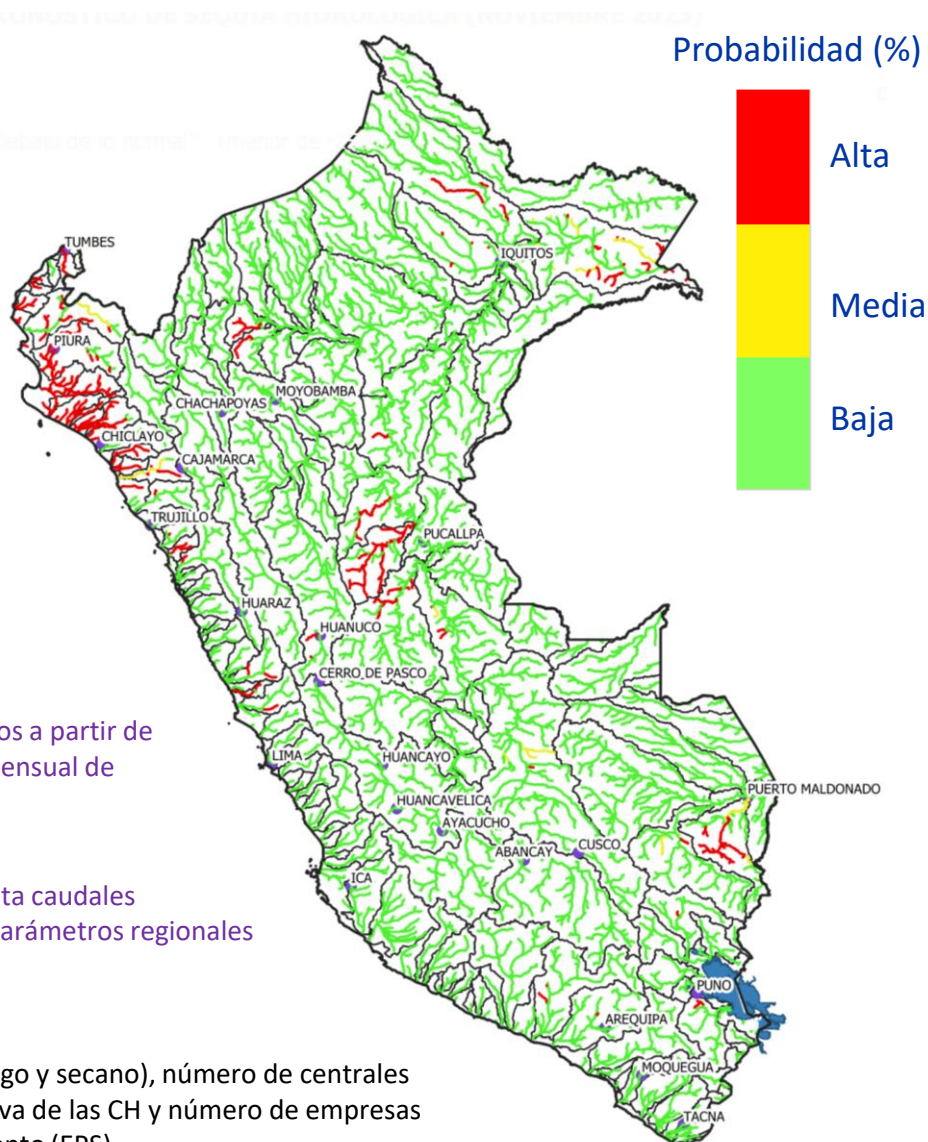 Probabilidad (%)
Alta
Media
Baja
TUMBES
IQUITOS
PIURA
MOYOBAMBA
CHACHAPOYAS
CHICLAYO
CAJAMARCA
TRUJILLO
PUCALLPA
HUARAZ
HUANUCO
CERRO DE PASCO
os a partir de
LIMA
HUANCAYO
ensual de
PUERTO MALDONADO
HUANCAVELICA
AYACUCHO
ABANCAY
CUSCO
ICA
ta caudales
arámetros regionales
PUNO
AREQUIPA
MOQUEGUA
go y secano), número de centrales
va de las CH y número de empresas
TACNA